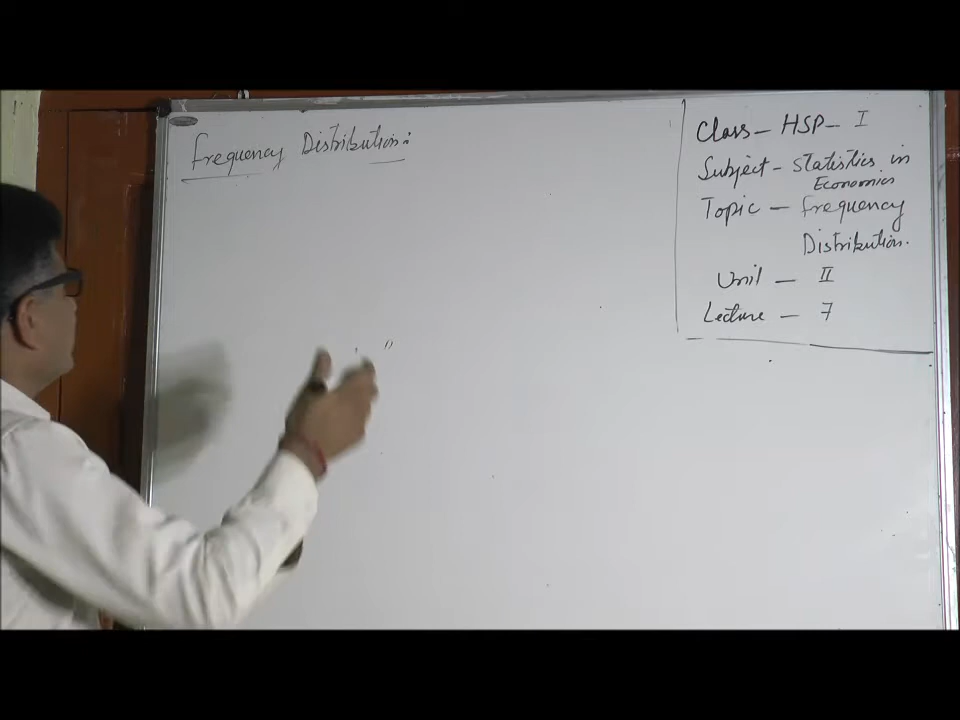 Frequency Distribution:
Class - HSP - I
Subject - Statistics in
Economics
Topic - Frequency
Distribution.
Unit - II
Lecture - 7